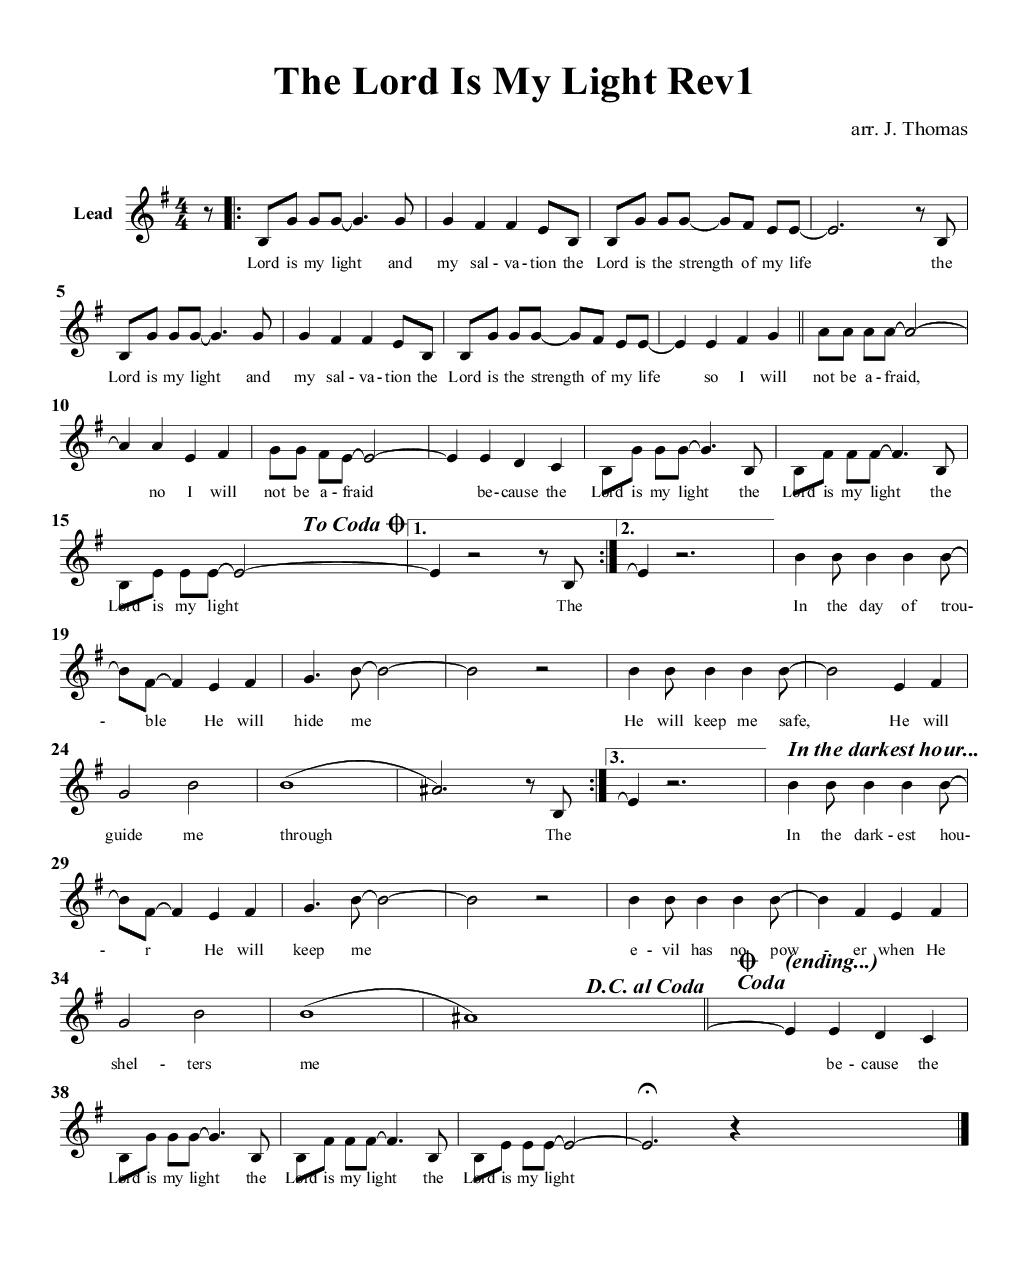 The Lord Is My Light Rev1
arr. J. Thomas
Lead
Lord is my light and my sal - va - tion the Lord is the strength of my life the
5
Lord is my light and my sal - va - tion the Lord is the strength of my life so I will not be a - fraid,
10
no I will not be a - fraid be - cause the Lord is my light the Lord is my light the
15 To Coda 1. 2.
Lord is my light The In the day of trou-
19
- ble He will hide me He will keep me safe, He will
24 3. In the darkest hour...
guide me through The In the dark - est hou-
29
- r He will keep me e - vil has no pow - er when He
34 D.C. al Coda Coda (ending...)
shel - ters me be - cause the
38
Lord is my light the Lord is my light the Lord is my light